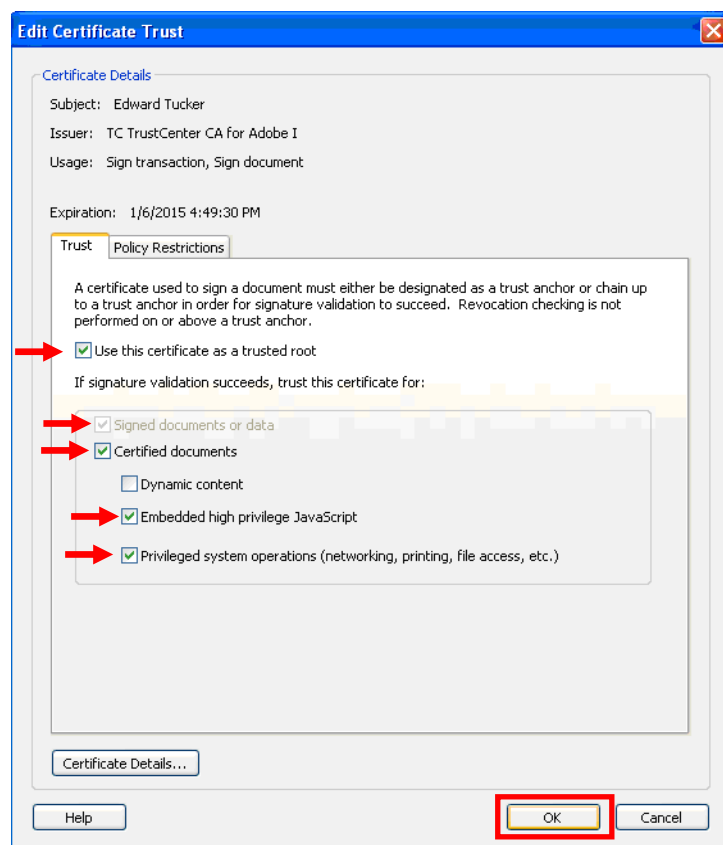 Edit Certificate Trust
Certificate Details
Subject: Edward Tucker
Issuer: TC TrustCenter CA for Adobe I
Usage: Sign transaction, Sign document
Expiration: 1/6/2015 4:49:30 PM
Trust Policy Restrictions
A certificate used to sign a document must either be designated as a trust anchor or chain up
to a trust anchor in order for signature validation to succeed. Revocation checking is not
performed on or above a trust anchor.
Use this certificate as a trusted root
If signature validation succeeds, trust this certificate for:
Signed documents or data
Certified documents
Dynamic content
Embedded high privilege JavaScript
Privileged system operations (networking, printing, file access, etc.)
Certificate Details...
Help OK Cancel